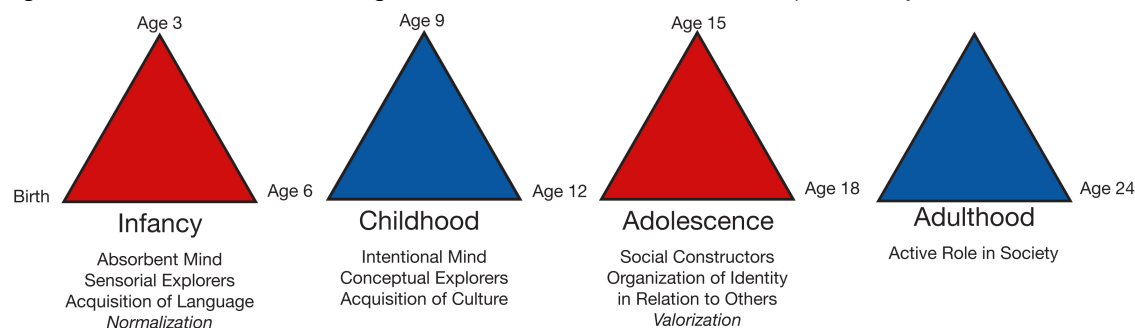 Age 3
Age 9
Age 15
Birth
Age 6
Age 12
Age 18
Age 24
Infancy
Absorbent Mind
Sensorial Explorers
Acquisition of Language
Normalization
Childhood
Intentional Mind
Conceptual Explorers
Acquisition of Culture
Adolescence
Social Constructors
Organization of Identity
in Relation to Others
Valorization
Adulthood
Active Role in Society